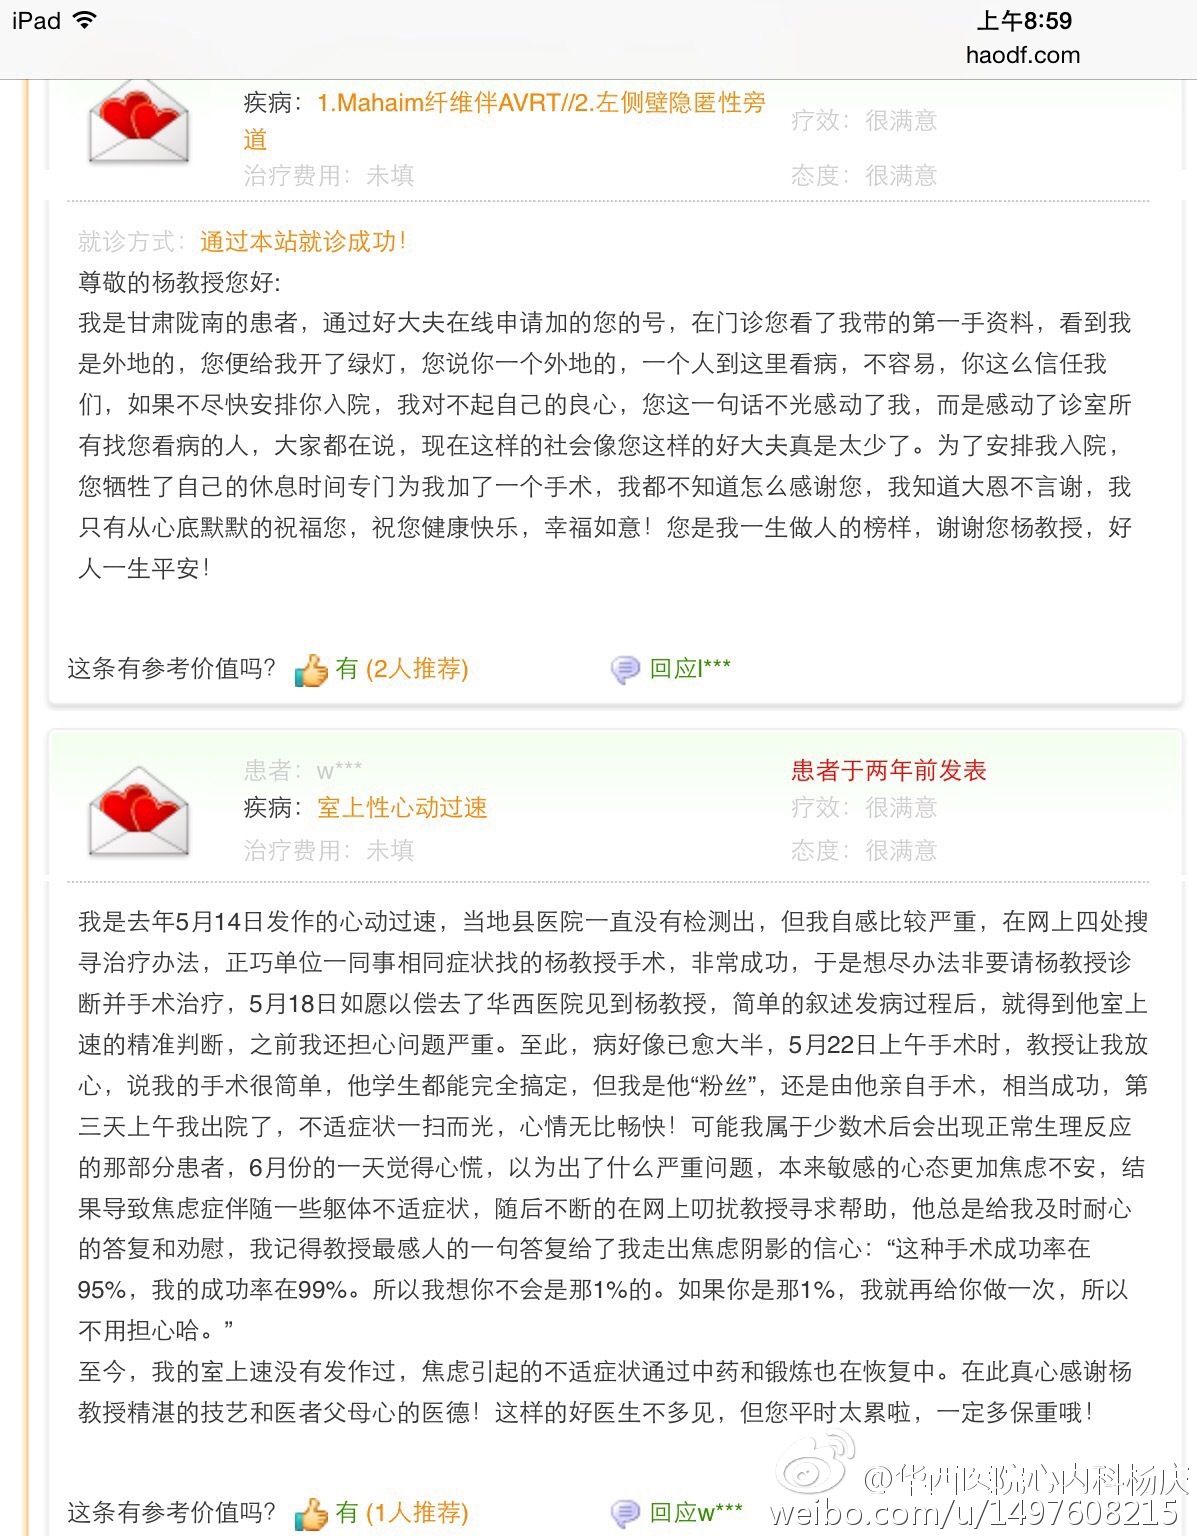 iPad
上午8:59
haodf.com
疾病：1.Mahaim纤维伴AVRT//2.左侧壁隐匿性旁
道
疗效：很满意
治疗费用：未填
态度：很满意
就诊方式：通过本站就诊成功！
尊敬的杨教授您好:
我是甘肃陇南的患者，通过好大夫在线申请加的您的号，在门诊您看了我带的第一手资料，看到我
是外地的，您便给我开了绿灯，您说你一个外地的，一个人到这里看病，不容易，你这么信任我
们，如果不尽快安排你入院，我对不起自己的良心，您这一句话不光感动了我，而是感动了诊室所
有找您看病的人，大家都在说，现在这样的社会像您这样的好大夫真是太少了。为了安排我入院，
您牺牲了自己的休息时间专门为我加了一个手术，我都不知道怎么感谢您，我知道大恩不言谢，我
只有从心底默默的祝福您，祝您健康快乐，幸福如意！您是我一生做人的榜样，谢谢您杨教授，好
人一生平安！
这条有参考价值吗？ 有 (2人推荐) 回应l***
患者：w***
患者于两年前发表
疾病：室上性心动过速
疗效：很满意
治疗费用：未填
态度：很满意
我是去年5月14日发作的心动过速，当地县医院一直没有检测出，但我自感比较严重，在网上四处搜
寻治疗办法，正巧单位一同事相同症状找的杨教授手术，非常成功，于是想尽办法非要请杨教授诊
断并手术治疗，5月18日如愿以偿去了华西医院见到杨教授，简单的叙述发病过程后，就得到他室上
速的精准判断，之前我还担心问题严重。至此，病好像已愈大半，5月22日上午手术时，教授让我放
心，说我的手术很简单，他学生都能完全搞定，但我是他“粉丝”，还是由他亲自手术，相当成功，第
三天上午我出院了，不适症状一扫而光，心情无比畅快！可能我属于少数术后会出现正常生理反应
的那部分患者，6月份的一天觉得心慌，以为出了什么严重问题，本来敏感的心态更加焦虑不安，结
果导致焦虑症伴随一些躯体不适症状，随后不断的在网上叨扰教授寻求帮助，他总是给我及时耐心
的答复和劝慰，我记得教授最感人的一句答复给了我走出焦虑阴影的信心：“这种手术成功率在
95%，我的成功率在99%。所以我想你不会是那1%的。如果你是那1%，我就再给你做一次，所以
不用担心哈。”
至今，我的室上速没有发作过，焦虑引起的不适症状通过中药和锻炼也在恢复中。在此真心感谢杨
教授精湛的技艺和医者父母心的医德！这样的好医生不多见，但您平时太累啦，一定多保重哦！
这条有参考价值吗？ 有 (1人推荐) 回应w***
@华西医院心内科杨庆
weibo.com/u/1497608215